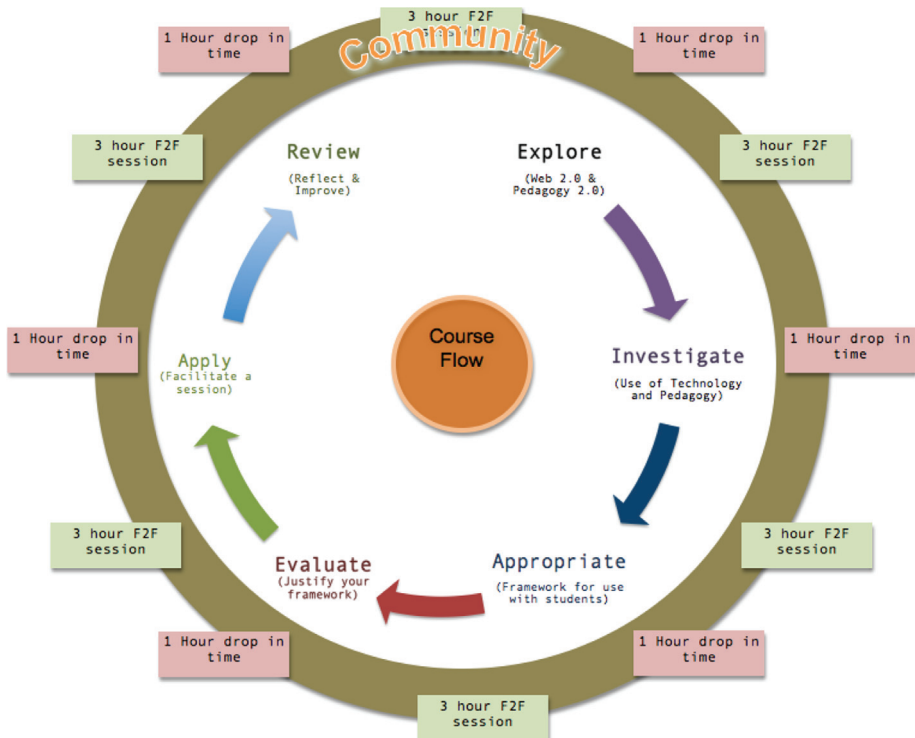 3 hour F2F
session
Community
1 Hour drop in
time
1 Hour drop in
time
3 hour F2F
session
3 hour F2F
session
Review
(Reflect &
Improve)
Explore
(Web 2.0 &
Pedagogy 2.0)
1 Hour drop in
time
Course
Flow
1 Hour drop in
time
Apply
(Facilitate a
session)
Investigate
(Use of Technology
and Pedagogy)
3 hour F2F
session
3 hour F2F
session
Evaluate
(Justify your
framework)
Appropriate
(Framework for use
with students)
1 Hour drop in
time
1 Hour drop in
time
3 hour F2F
session